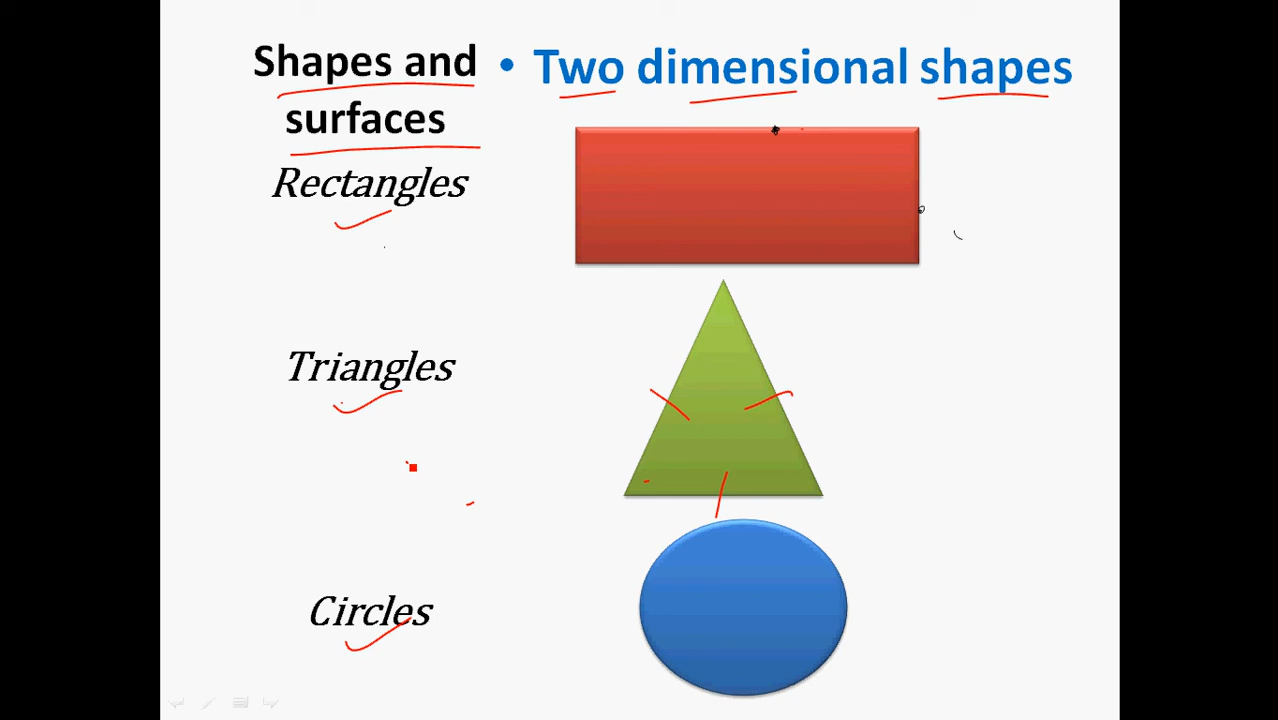 Shapes and
surfaces
• Two dimensional shapes
Rectangles
Triangles
Circles